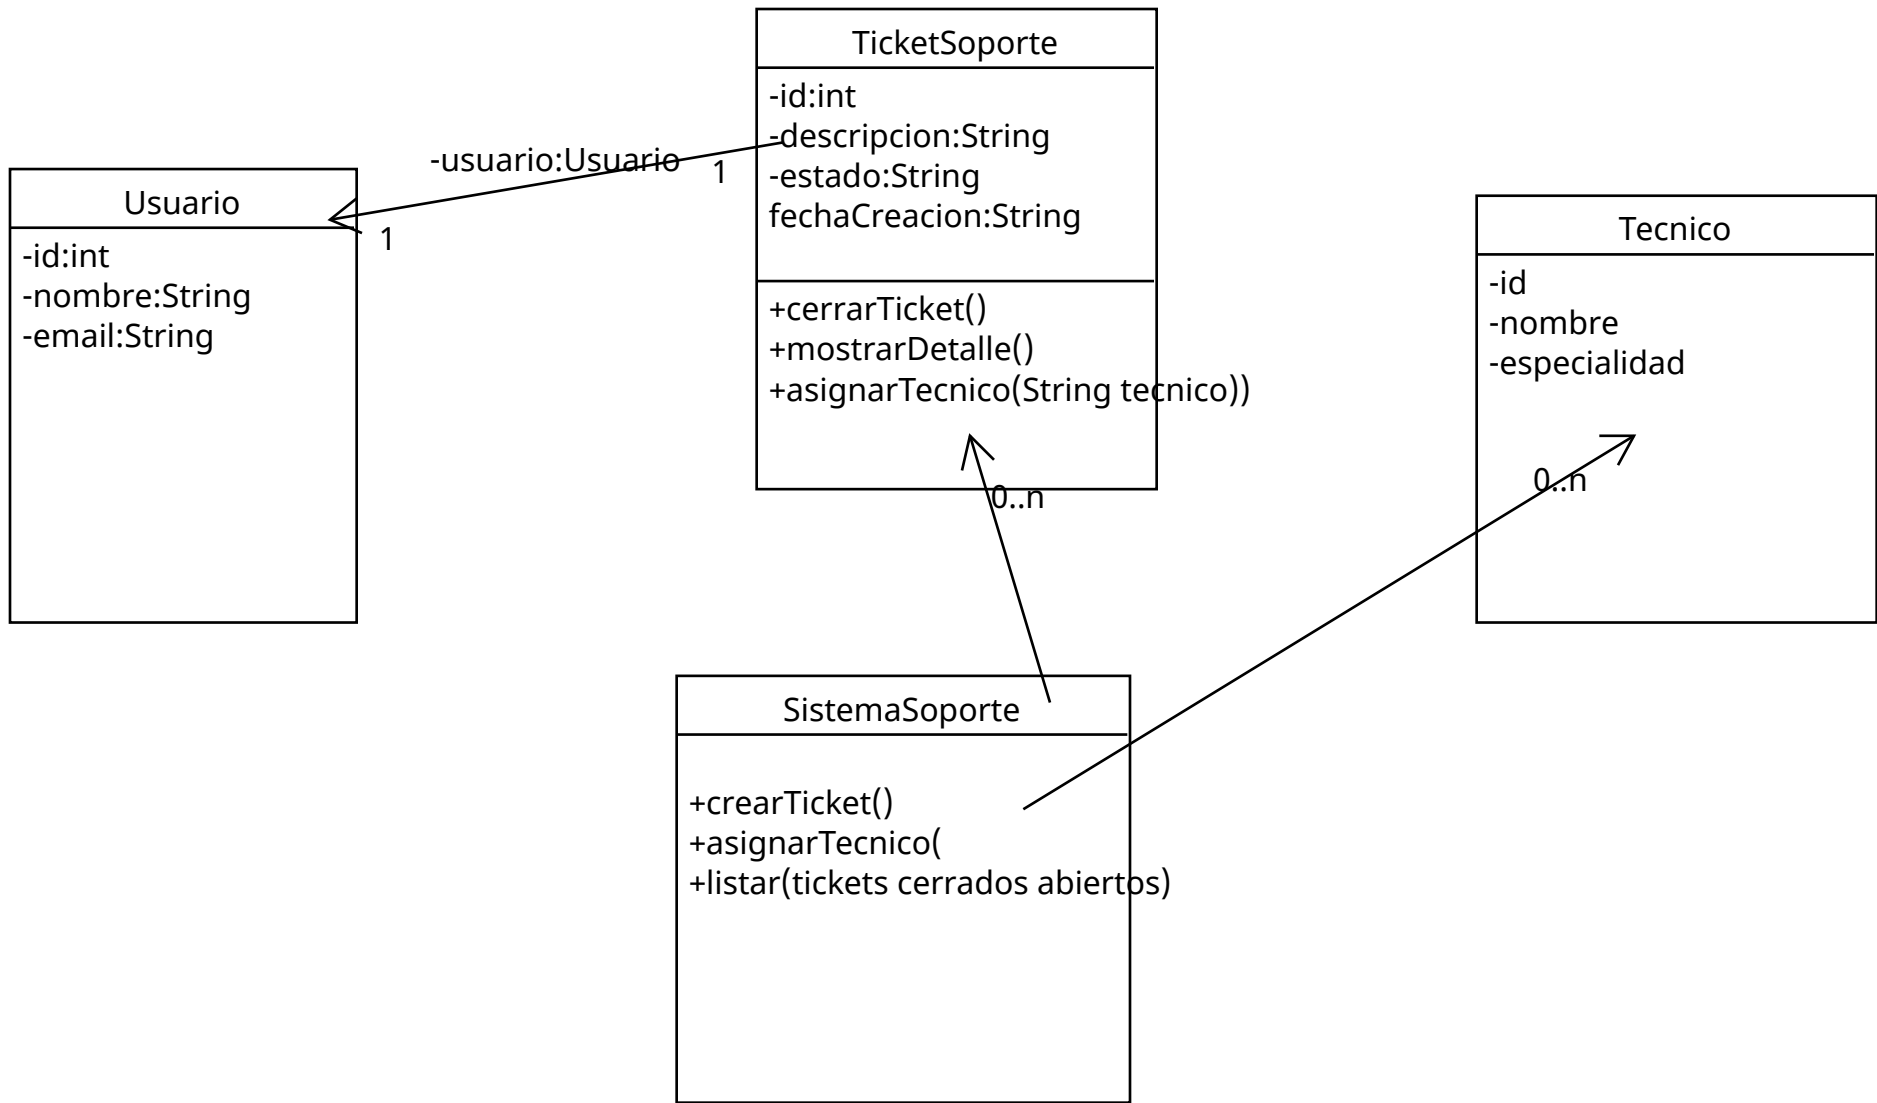 TicketSoporte
-id:int
-descripcion:String
-estado:String
fechaCreacion:String
+cerrarTicket()
+mostrarDetalle()
+asignarTecnico(String tecnico))
-usuario:Usuario
1
1
Usuario
-id:int
-nombre:String
-email:String
Tecnico
-id
-nombre
-especialidad
0..n
0..n
SistemaSoporte
+crearTicket()
+asignarTecnico(
+listar(tickets cerrados abiertos)